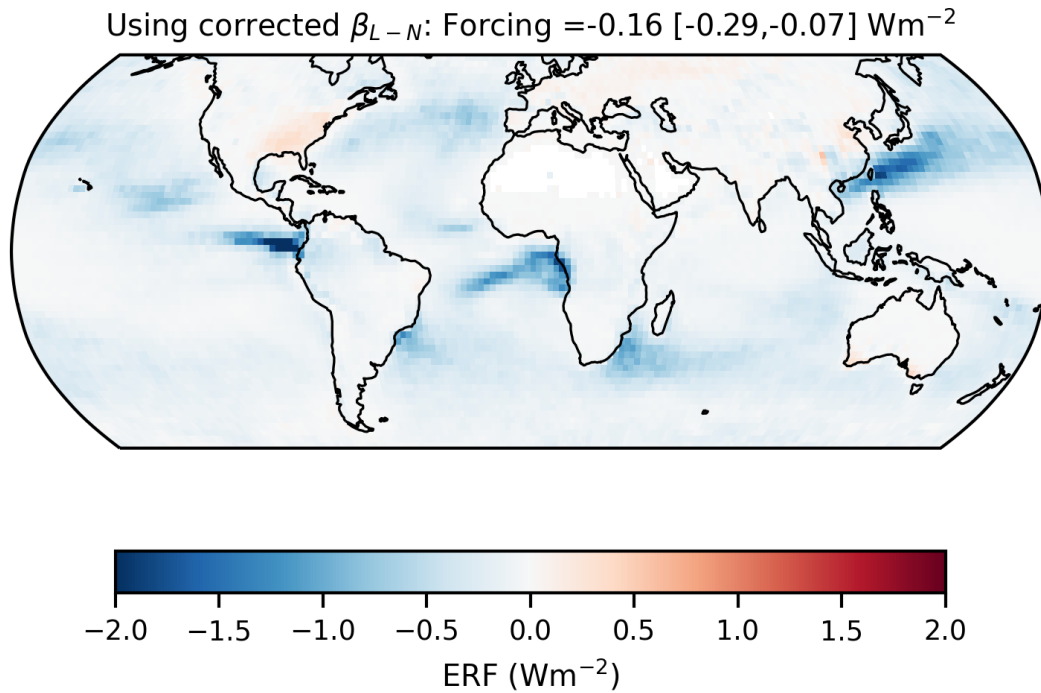 Using corrected β_{L−N}: Forcing =-0.16 [-0.29,-0.07] Wm⁻²
−2.0 −1.5 −1.0 −0.5 0.0 0.5 1.0 1.5 2.0
ERF (Wm⁻²)